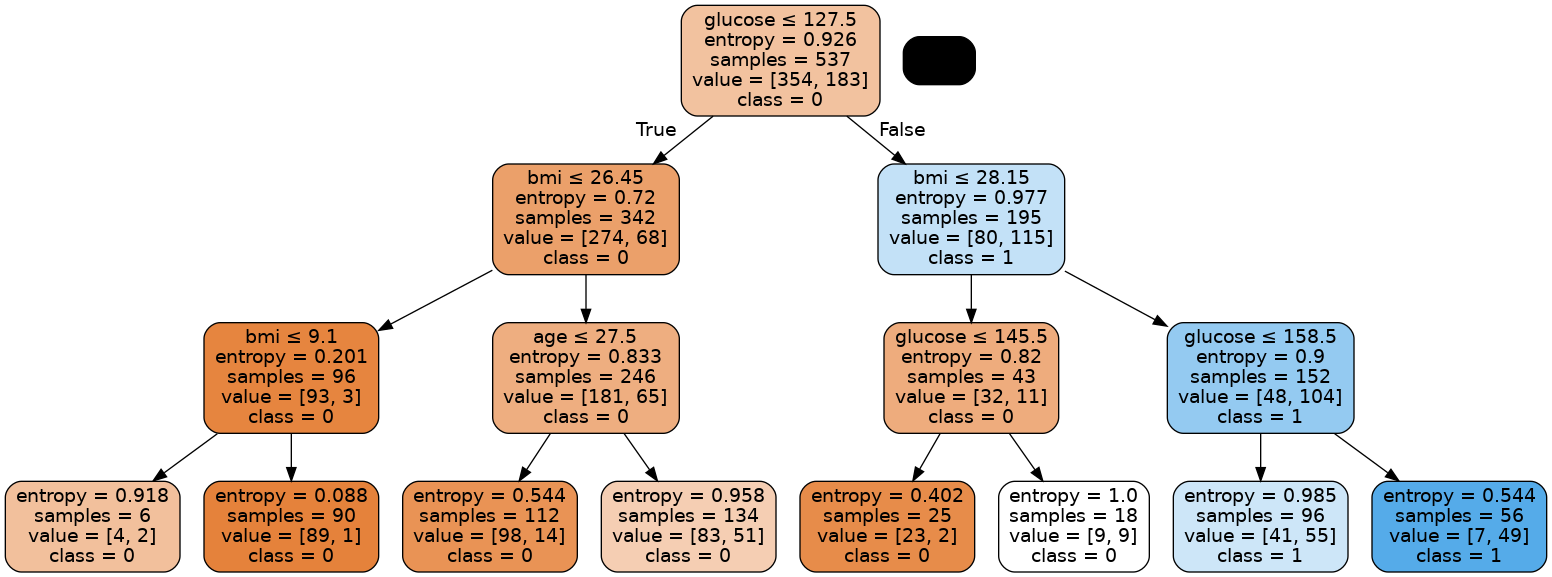 glucose ≤ 127.5
entropy = 0.926
samples = 537
value = [354, 183]
class = 0
True
False
bmi ≤ 26.45
entropy = 0.72
samples = 342
value = [274, 68]
class = 0
bmi ≤ 28.15
entropy = 0.977
samples = 195
value = [80, 115]
class = 1
bmi ≤ 9.1
entropy = 0.201
samples = 96
value = [93, 3]
class = 0
age ≤ 27.5
entropy = 0.833
samples = 246
value = [181, 65]
class = 0
glucose ≤ 145.5
entropy = 0.82
samples = 43
value = [32, 11]
class = 0
glucose ≤ 158.5
entropy = 0.9
samples = 152
value = [48, 104]
class = 1
entropy = 0.918
samples = 6
value = [4, 2]
class = 0
entropy = 0.088
samples = 90
value = [89, 1]
class = 0
entropy = 0.544
samples = 112
value = [98, 14]
class = 0
entropy = 0.958
samples = 134
value = [83, 51]
class = 0
entropy = 0.402
samples = 25
value = [23, 2]
class = 0
entropy = 1.0
samples = 18
value = [9, 9]
class = 0
entropy = 0.985
samples = 96
value = [41, 55]
class = 1
entropy = 0.544
samples = 56
value = [7, 49]
class = 1